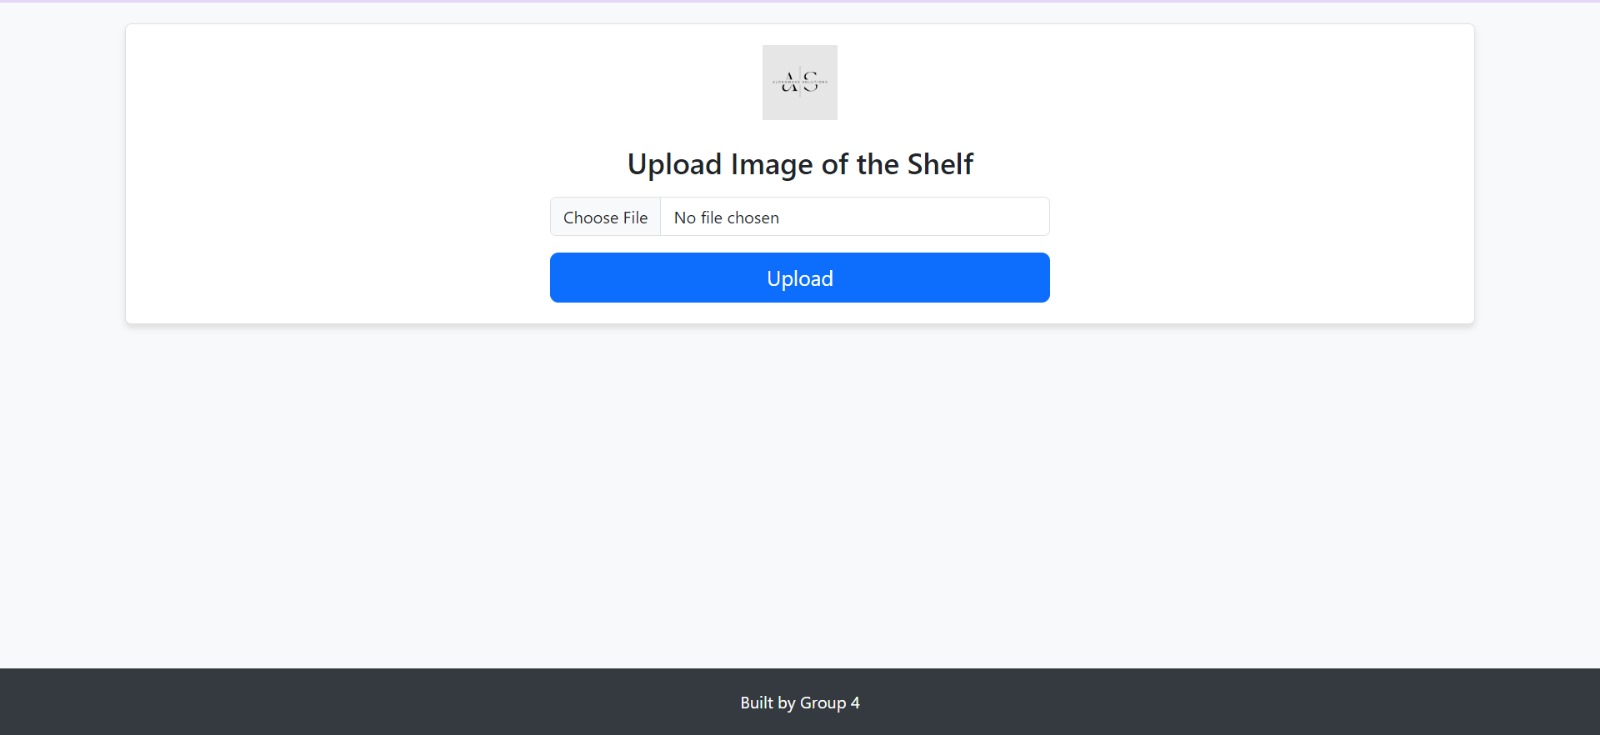 A S
Upload Image of the Shelf
Choose File No file chosen
Upload
Built by Group 4